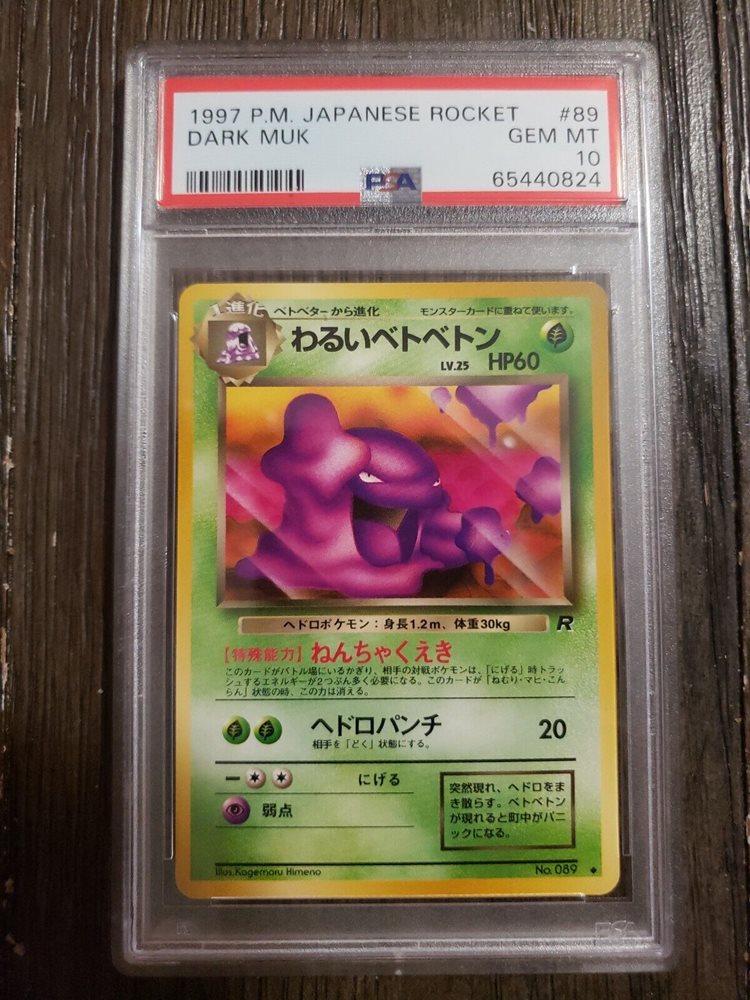 1997 P.M. JAPANESE ROCKET #89
DARK MUK GEM MT
10
PSA 65440824
1進化 ベトベターから進化 モンスターカードに重ねて使います。
わるいベトベトン
LV.25 HP60
ヘドロポケモン：身長1.2m、体重30kg R
【特殊能力】ねんちゃくえき
このカードがバトル場にいるかぎり、相手の対戦ポケモンは、「にげる」時トラッ
シュするエネルギーが2つぶん多く必要になる。このカードが「ねむり・マヒ・こん
らん」状態の時、この力は消える。
ヘドロパンチ 20
相手を「どく」状態にする。
ー にげる
弱点
突然現れ、ヘドロをま
き散らす。ベトベトン
が現れると町中がパニ
ックになる。
Illus.Kagemaru Himeno No. 089